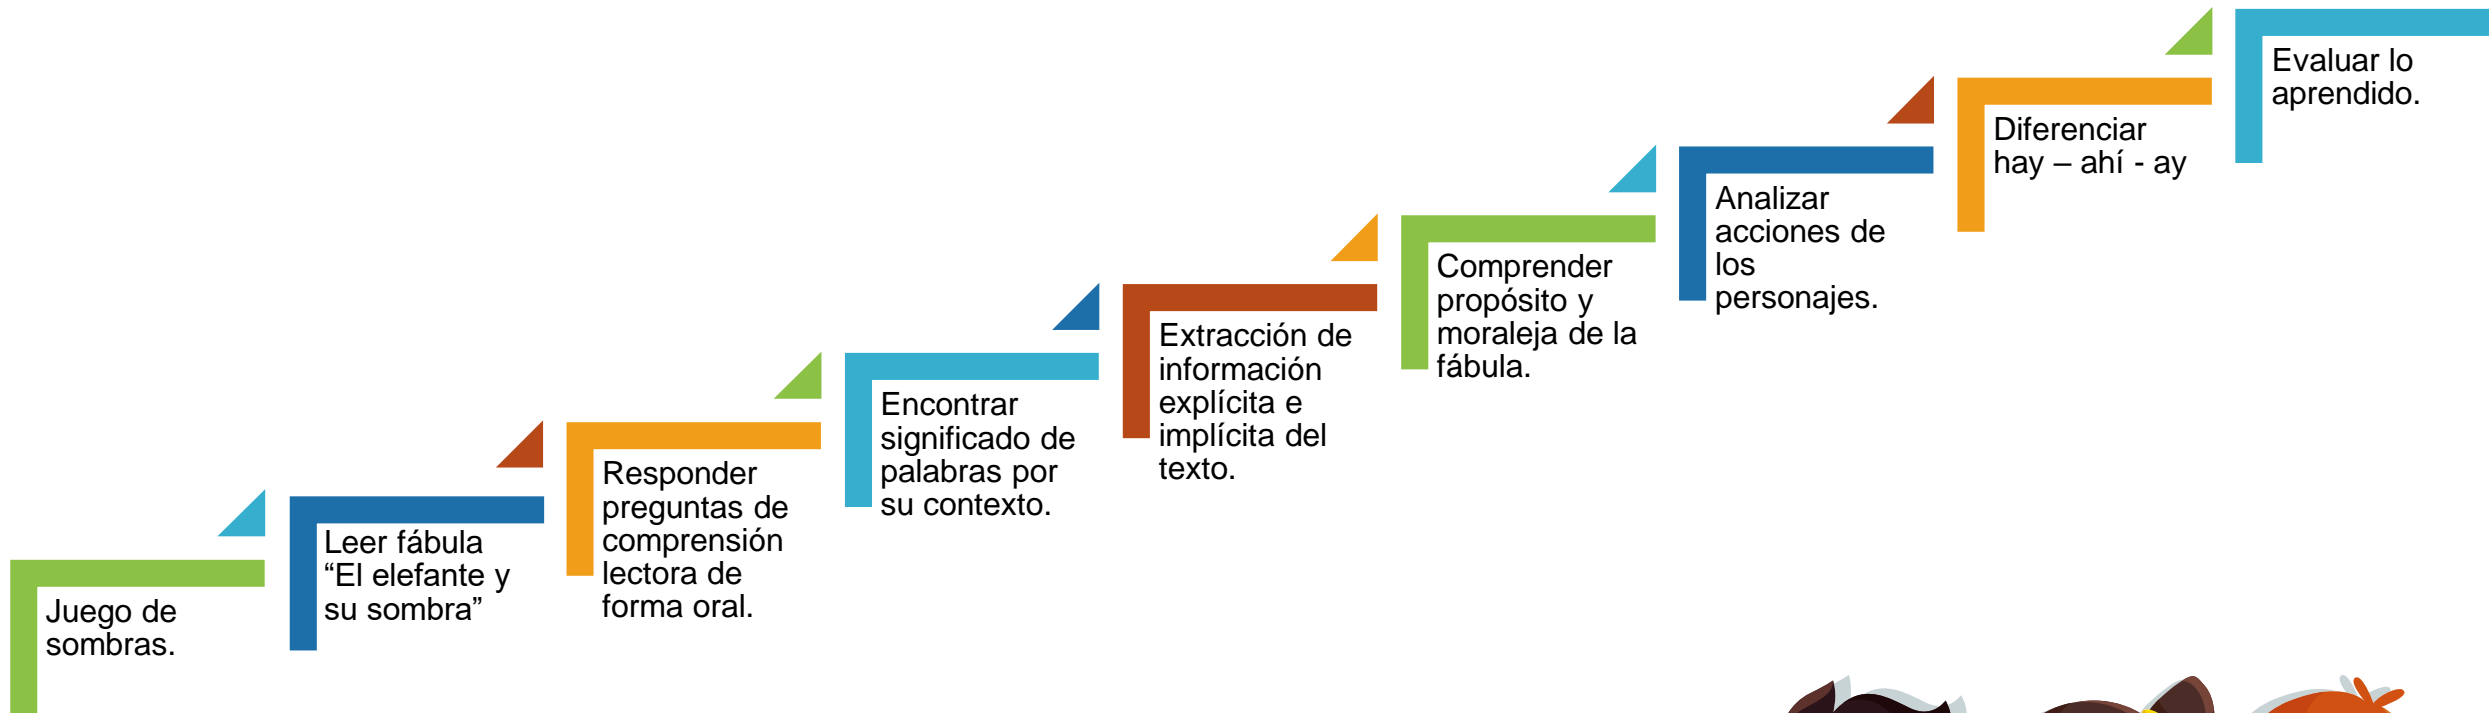 Juego de
sombras.
Leer fábula
“El elefante y
su sombra”
Responder
preguntas de
comprensión
lectora de
forma oral.
Encontrar
significado de
palabras por
su contexto.
Extracción de
información
explícita e
implícita del
texto.
Comprender
propósito y
moraleja de la
fábula.
Analizar
acciones de
los
personajes.
Diferenciar
hay – ahí - ay
Evaluar lo
aprendido.